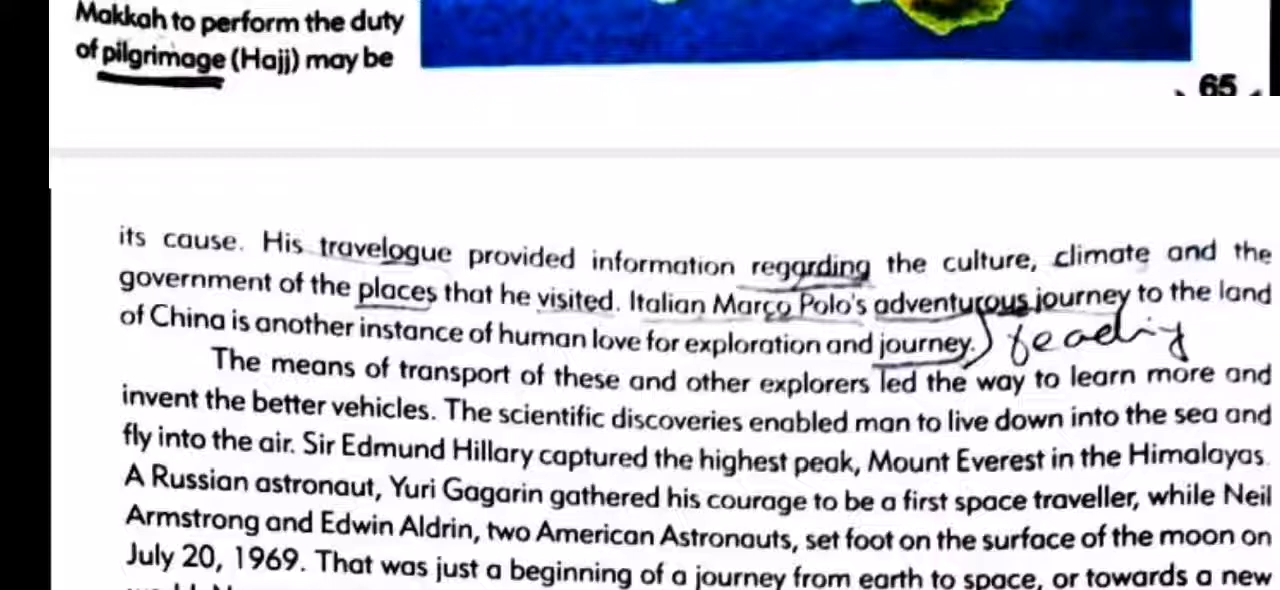 Makkah to perform the duty
of pilgrimage (Hajj) may be
65
its cause. His travelogue provided information regarding the culture, climate and the
government of the places that he visited. Italian Marco Polo's adventurous journey to the land
of China is another instance of human love for exploration and journey.
The means of transport of these and other explorers led the way to learn more and
invent the better vehicles. The scientific discoveries enabled man to live down into the sea and
fly into the air. Sir Edmund Hillary captured the highest peak, Mount Everest in the Himalayas.
A Russian astronaut, Yuri Gagarin gathered his courage to be a first space traveller, while Neil
Armstrong and Edwin Aldrin, two American Astronauts, set foot on the surface of the moon on
July 20, 1969. That was just a beginning of a journey from earth to space, or towards a new